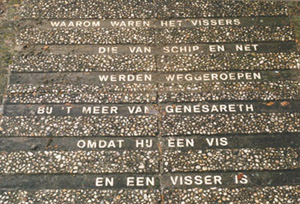 WAAROM WAREN HET VISSERS
DIE VAN SCHIP EN NET
WERDEN WEGGEROEPEN
BIJ 'T MEER VAN GENESARETH
OMDAT HIJ EEN VIS
EN EEN VISSER IS